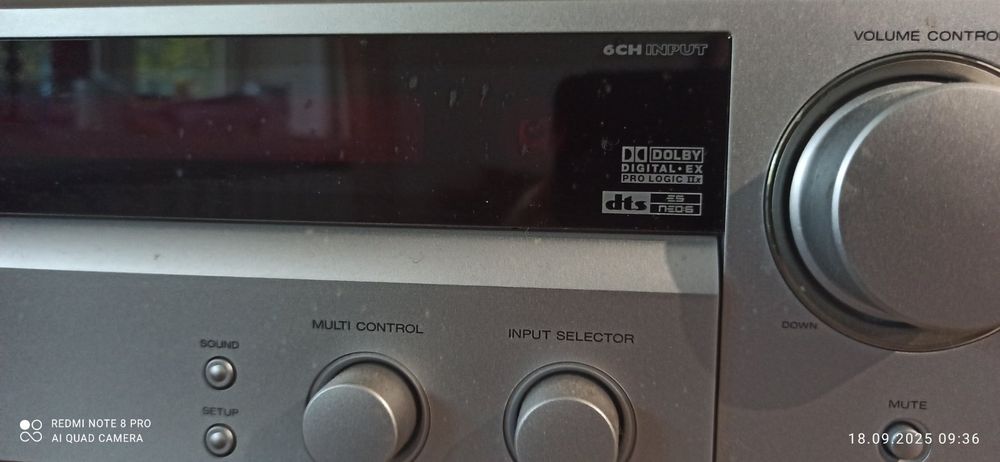 6CH INPUT
VOLUME CONTRO
DOLBY
DIGITAL·EX
PRO LOGIC IIx
dts ES
NEO:6
DOWN
MULTI CONTROL
INPUT SELECTOR
SOUND
SETUP
MUTE
REDMI NOTE 8 PRO
AI QUAD CAMERA
18.09.2025 09:36